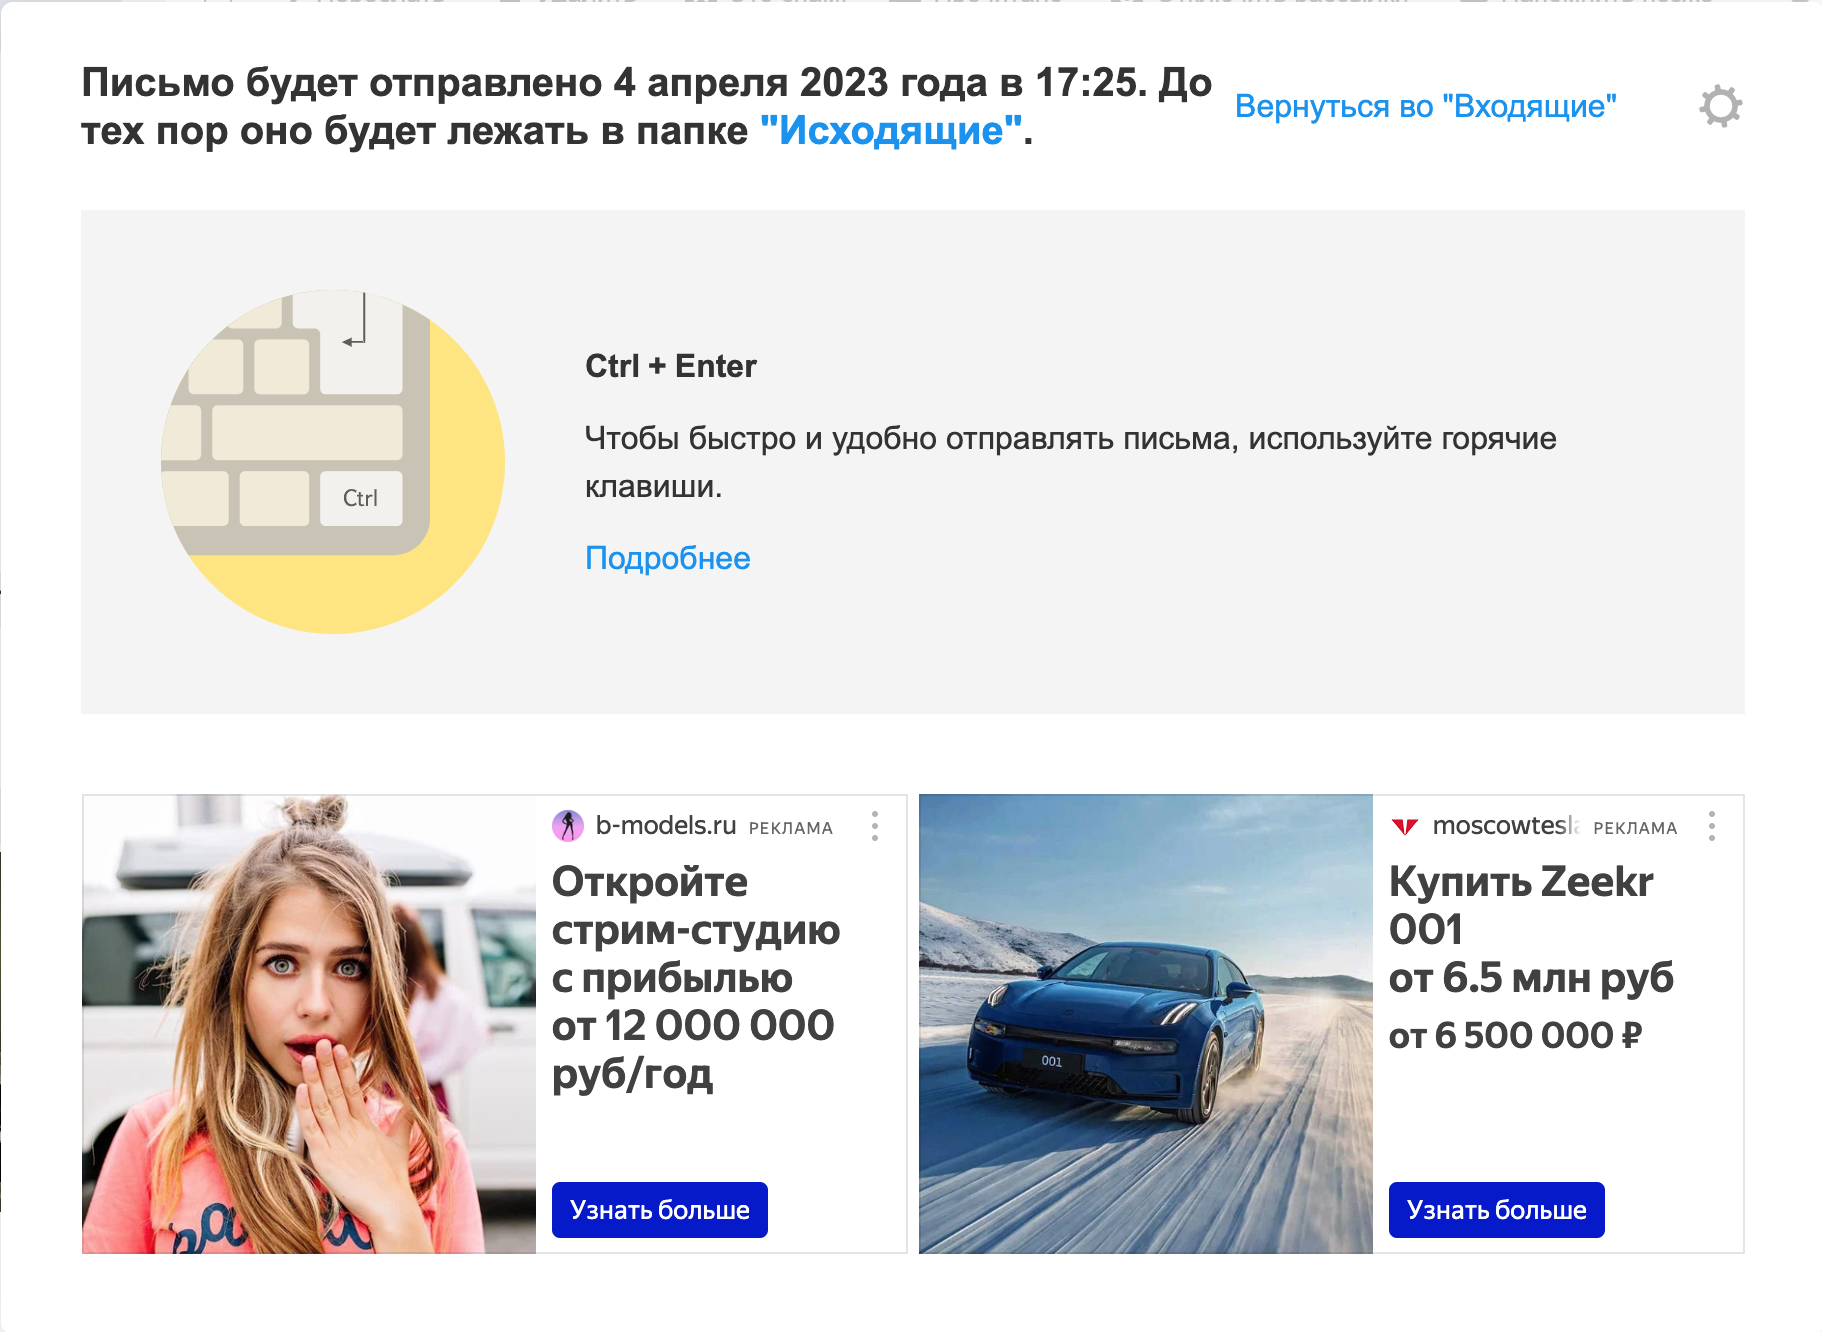 Письмо будет отправлено 4 апреля 2023 года в 17:25. До
тех пор оно будет лежать в папке "Исходящие".
Вернуться во "Входящие"
Ctrl
Ctrl + Enter
Чтобы быстро и удобно отправлять письма, используйте горячие
клавиши.
Подробнее
b-models.ru РЕКЛАМА
Откройте
стрим-студию
с прибылью
от 12 000 000
руб/год
Узнать больше
001
moscowtesla РЕКЛАМА
Купить Zeekr
001
от 6.5 млн руб
от 6 500 000 ₽
Узнать больше